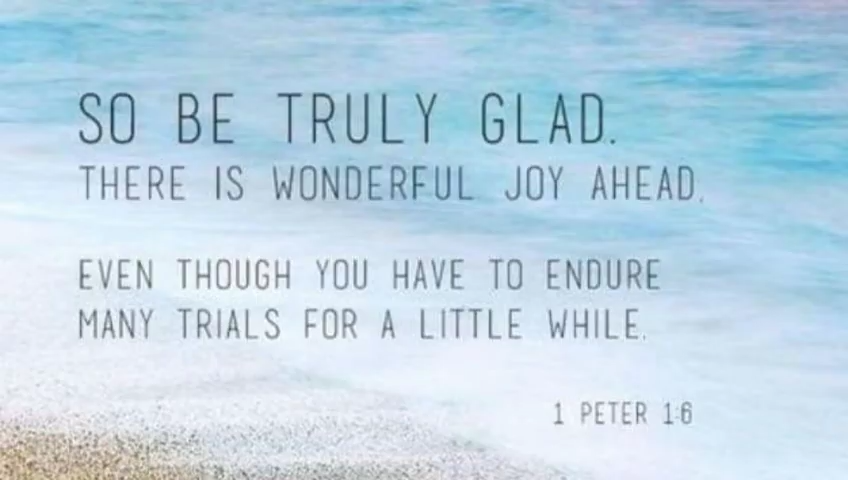 SO BE TRULY GLAD.
THERE IS WONDERFUL JOY AHEAD,
EVEN THOUGH YOU HAVE TO ENDURE
MANY TRIALS FOR A LITTLE WHILE.
1 PETER 1:6